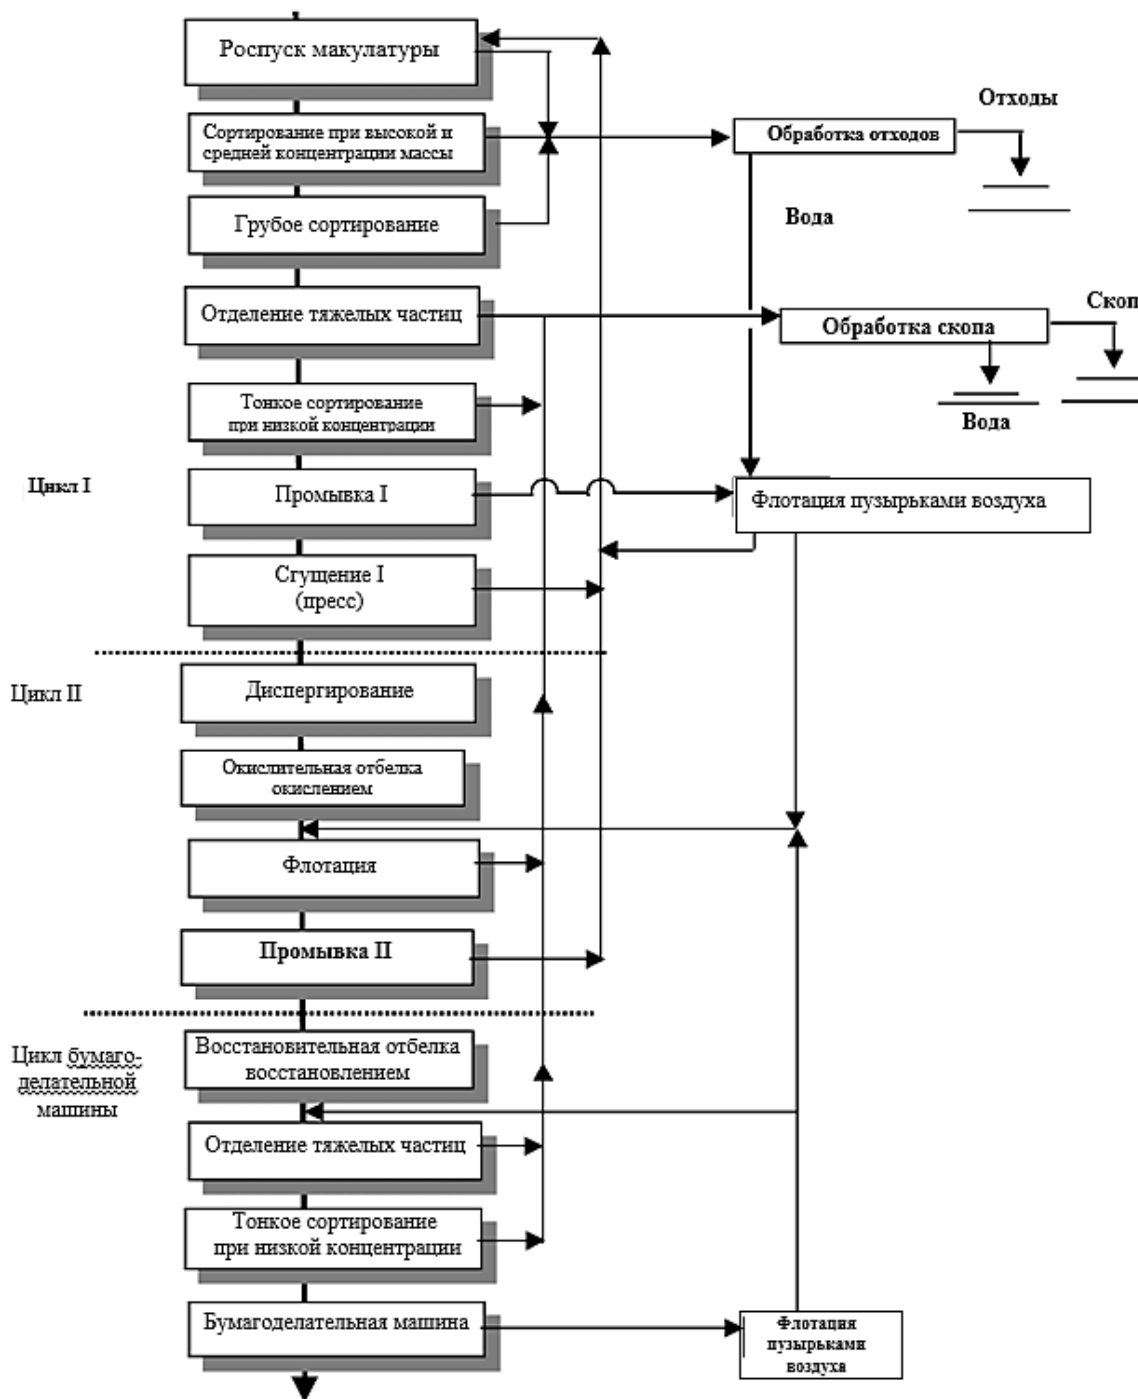 Роспуск макулатуры
Отходы
Сортирование при высокой и
средней концентрации массы
Обработка отходов
Грубое сортирование
Вода
Отделение тяжелых частиц
Скоп
Обработка скопа
Тонкое сортирование
при низкой концентрации
Вода
Цикл I
Промывка I
Флотация пузырьками воздуха
Сгущение I
(пресс)
Цикл II
Диспергирование
Окислительная отбелка
окислением
Флотация
Промывка II
Цикл бумаго-
делательной
машины
Восстановительная отбелка
восстановлением
Отделение тяжелых частиц
Тонкое сортирование
при низкой концентрации
Бумагоделательная машина
Флотация
пузырьками
воздуха